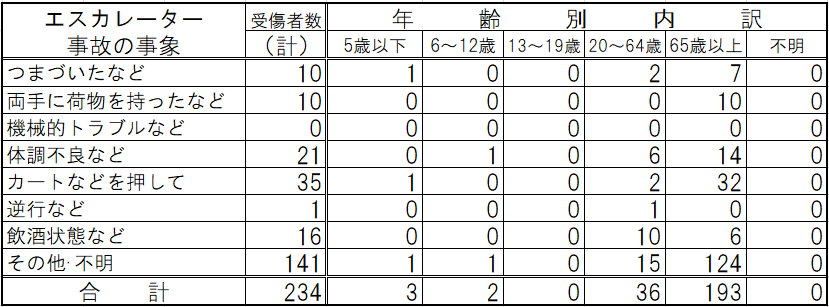 エスカレーター 受傷者数 年齢別内訳
事故の事象 (計) 5歳以下 6～12歳 13～19歳 20～64歳 65歳以上 不明
つまづいたなど 10 1 0 0 2 7 0
両手に荷物を持ったなど 10 0 0 0 0 10 0
機械的トラブルなど 0 0 0 0 0 0 0
体調不良など 21 0 1 0 6 14 0
カートなどを押して 35 1 0 0 2 32 0
逆行など 1 0 0 0 1 0 0
飲酒状態など 16 0 0 0 10 6 0
その他･不明 141 1 1 0 15 124 0
合計 234 3 2 0 36 193 0